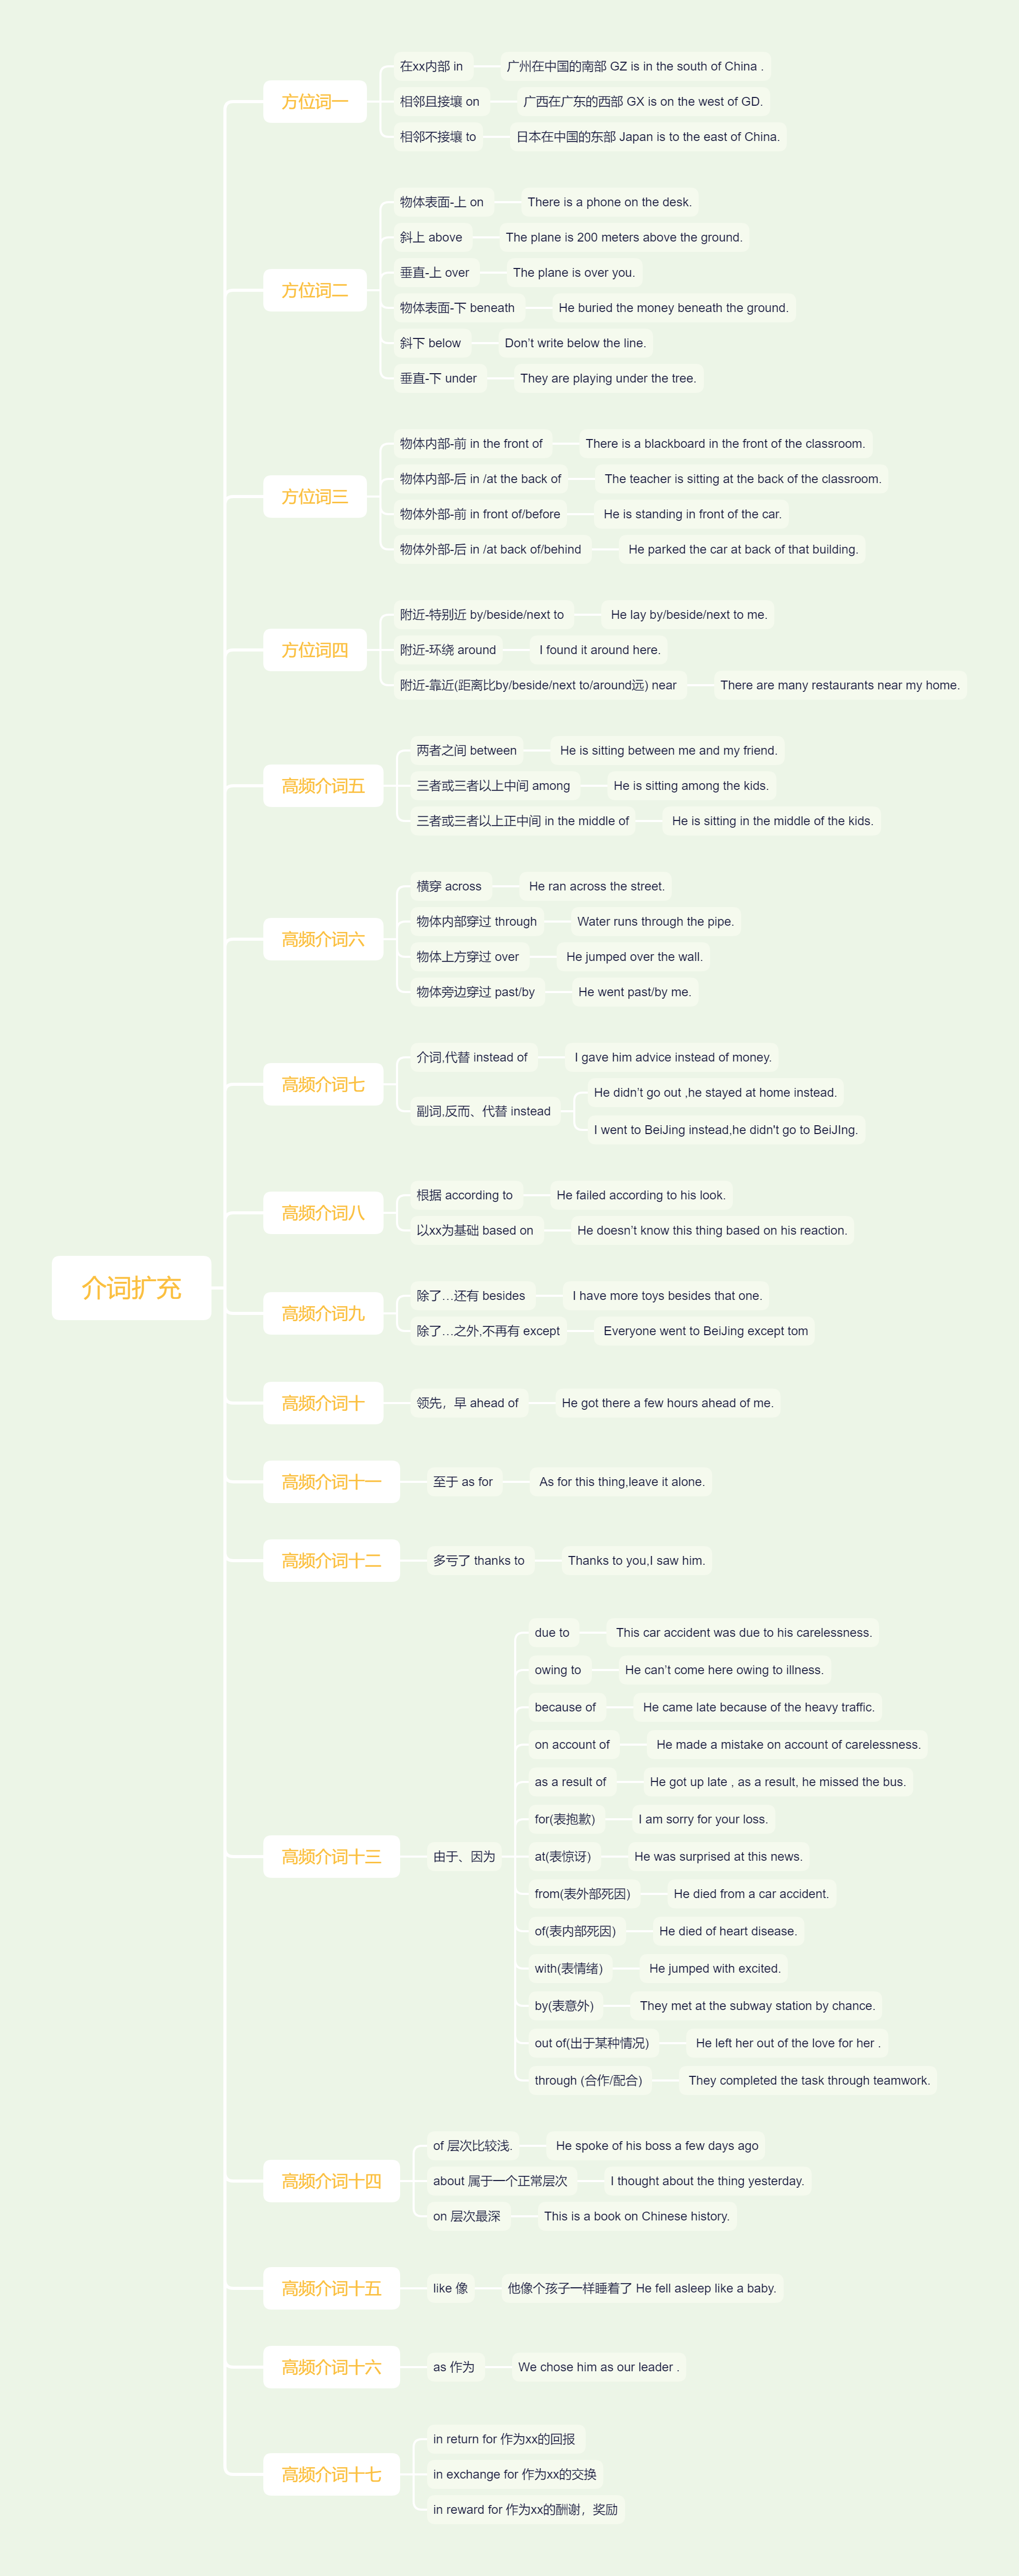 介词扩充
方位词一
在xx内部 in
广州在中国的南部 GZ is in the south of China .
相邻且接壤 on
广西在广东的西部 GX is on the west of GD.
相邻不接壤 to
日本在中国的东部 Japan is to the east of China.
方位词二
物体表面-上 on
There is a phone on the desk.
斜上 above
The plane is 200 meters above the ground.
垂直-上 over
The plane is over you.
物体表面-下 beneath
He buried the money beneath the ground.
斜下 below
Don’t write below the line.
垂直-下 under
They are playing under the tree.
方位词三
物体内部-前 in the front of
There is a blackboard in the front of the classroom.
物体内部-后 in /at the back of
The teacher is sitting at the back of the classroom.
物体外部-前 in front of/before
He is standing in front of the car.
物体外部-后 in /at back of/behind
He parked the car at back of that building.
方位词四
附近-特别近 by/beside/next to
He lay by/beside/next to me.
附近-环绕 around
I found it around here.
附近-靠近(距离比by/beside/next to/around远) near
There are many restaurants near my home.
高频介词五
两者之间 between
He is sitting between me and my friend.
三者或三者以上中间 among
He is sitting among the kids.
三者或三者以上正中间 in the middle of
He is sitting in the middle of the kids.
高频介词六
横穿 across
He ran across the street.
物体内部穿过 through
Water runs through the pipe.
物体上方穿过 over
He jumped over the wall.
物体旁边穿过 past/by
He went past/by me.
高频介词七
介词,代替 instead of
I gave him advice instead of money.
副词,反而、代替 instead
He didn’t go out ,he stayed at home instead.
I went to BeiJing instead,he didn't go to BeiJIng.
高频介词八
根据 according to
He failed according to his look.
以xx为基础 based on
He doesn’t know this thing based on his reaction.
高频介词九
除了…还有 besides
I have more toys besides that one.
除了…之外,不再有 except
Everyone went to BeiJing except tom
高频介词十
领先，早 ahead of
He got there a few hours ahead of me.
高频介词十一
至于 as for
As for this thing,leave it alone.
高频介词十二
多亏了 thanks to
Thanks to you,I saw him.
高频介词十三
由于、因为
due to
This car accident was due to his carelessness.
owing to
He can’t come here owing to illness.
because of
He came late because of the heavy traffic.
on account of
He made a mistake on account of carelessness.
as a result of
He got up late , as a result, he missed the bus.
for(表抱歉)
I am sorry for your loss.
at(表惊讶)
He was surprised at this news.
from(表外部死因)
He died from a car accident.
of(表内部死因)
He died of heart disease.
with(表情绪)
He jumped with excited.
by(表意外)
They met at the subway station by chance.
out of(出于某种情况)
He left her out of the love for her .
through (合作/配合)
They completed the task through teamwork.
高频介词十四
of 层次比较浅.
He spoke of his boss a few days ago
about 属于一个正常层次
I thought about the thing yesterday.
on 层次最深
This is a book on Chinese history.
高频介词十五
like 像
他像个孩子一样睡着了 He fell asleep like a baby.
高频介词十六
as 作为
We chose him as our leader .
高频介词十七
in return for 作为xx的回报
in exchange for 作为xx的交换
in reward for 作为xx的酬谢，奖励